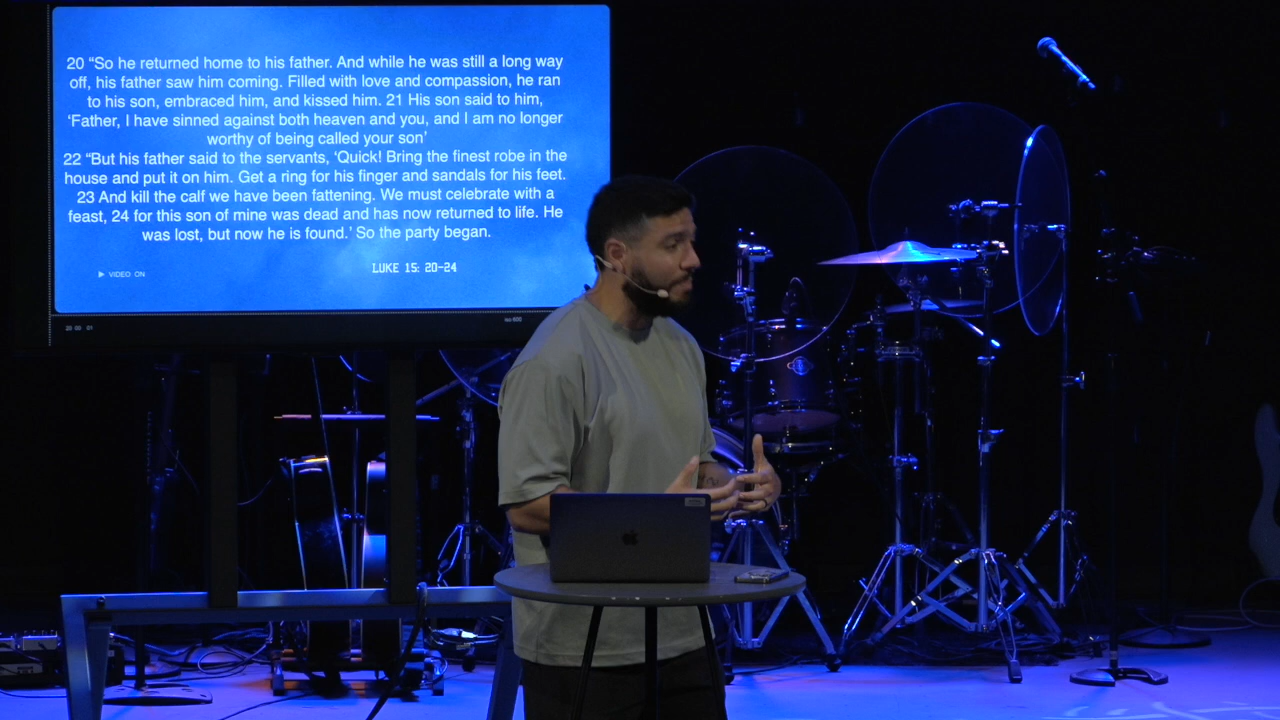 20 “So he returned home to his father. And while he was still a long way
off, his father saw him coming. Filled with love and compassion, he ran
to his son, embraced him, and kissed him. 21 His son said to him,
‘Father, I have sinned against both heaven and you, and I am no longer
worthy of being called your son’
22 “But his father said to the servants, ‘Quick! Bring the finest robe in the
house and put it on him. Get a ring for his finger and sandals for his feet.
23 And kill the calf we have been fattening. We must celebrate with a
feast, 24 for this son of mine was dead and has now returned to life. He
was lost, but now he is found.’ So the party began.
VIDEO ON
LUKE 15: 20-24